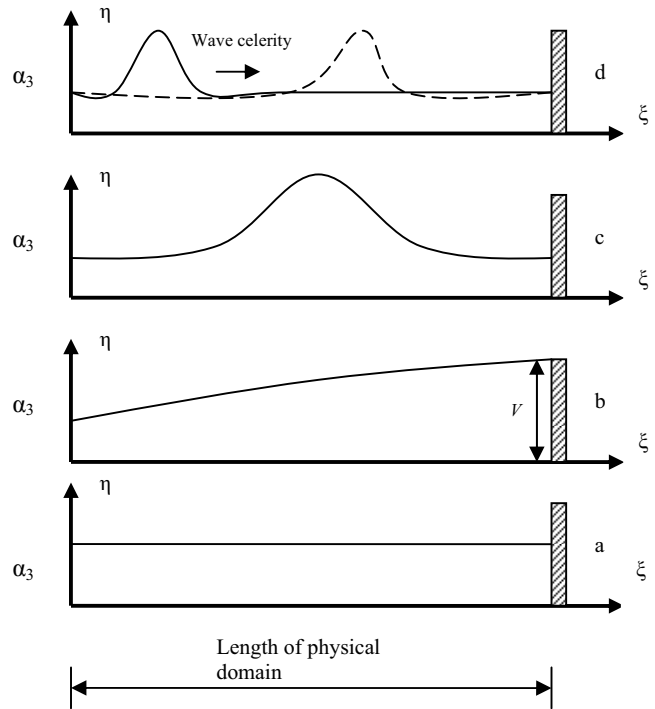 η
Wave celerity
α₃
d
ξ
η
α₃
c
ξ
η
α₃
V
b
ξ
η
α₃
a
ξ
Length of physical
domain